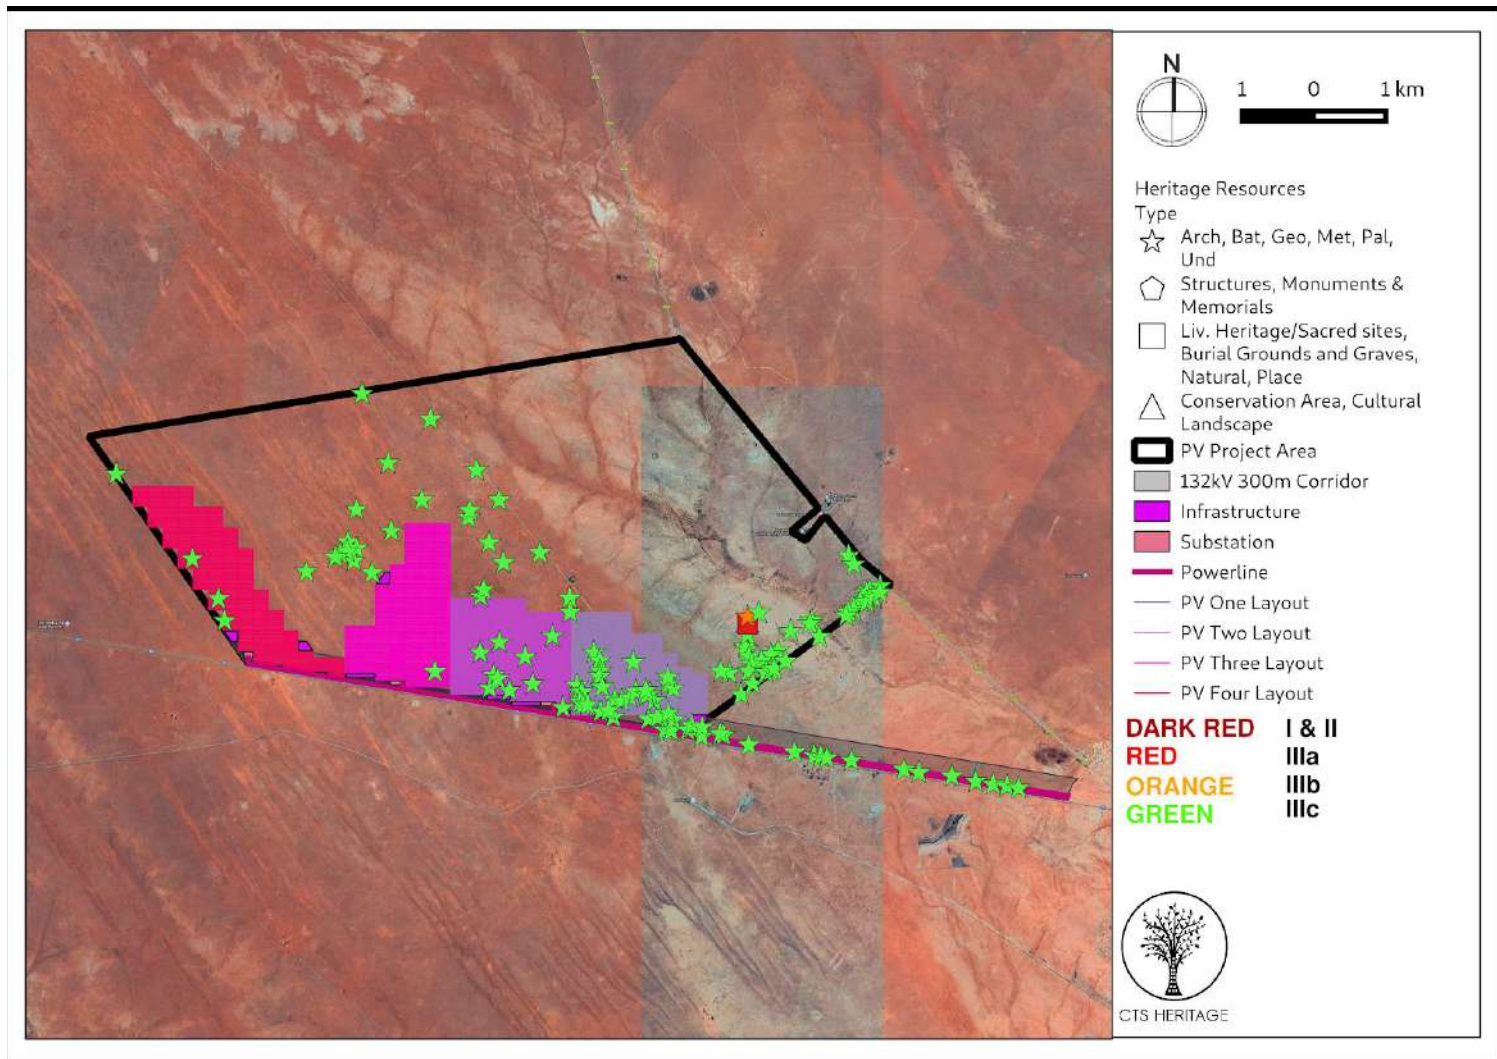 N
1 0 1 km
Heritage Resources
Type
Arch, Bat, Geo, Met, Pal,
Und
Structures, Monuments &
Memorials
Liv. Heritage/Sacred sites,
Burial Grounds and Graves,
Natural, Place
Conservation Area, Cultural
Landscape
PV Project Area
132kV 300m Corridor
Infrastructure
Substation
Powerline
PV One Layout
PV Two Layout
PV Three Layout
PV Four Layout
DARK RED I & II
RED IIIa
ORANGE IIIb
GREEN IIIc
CTS HERITAGE